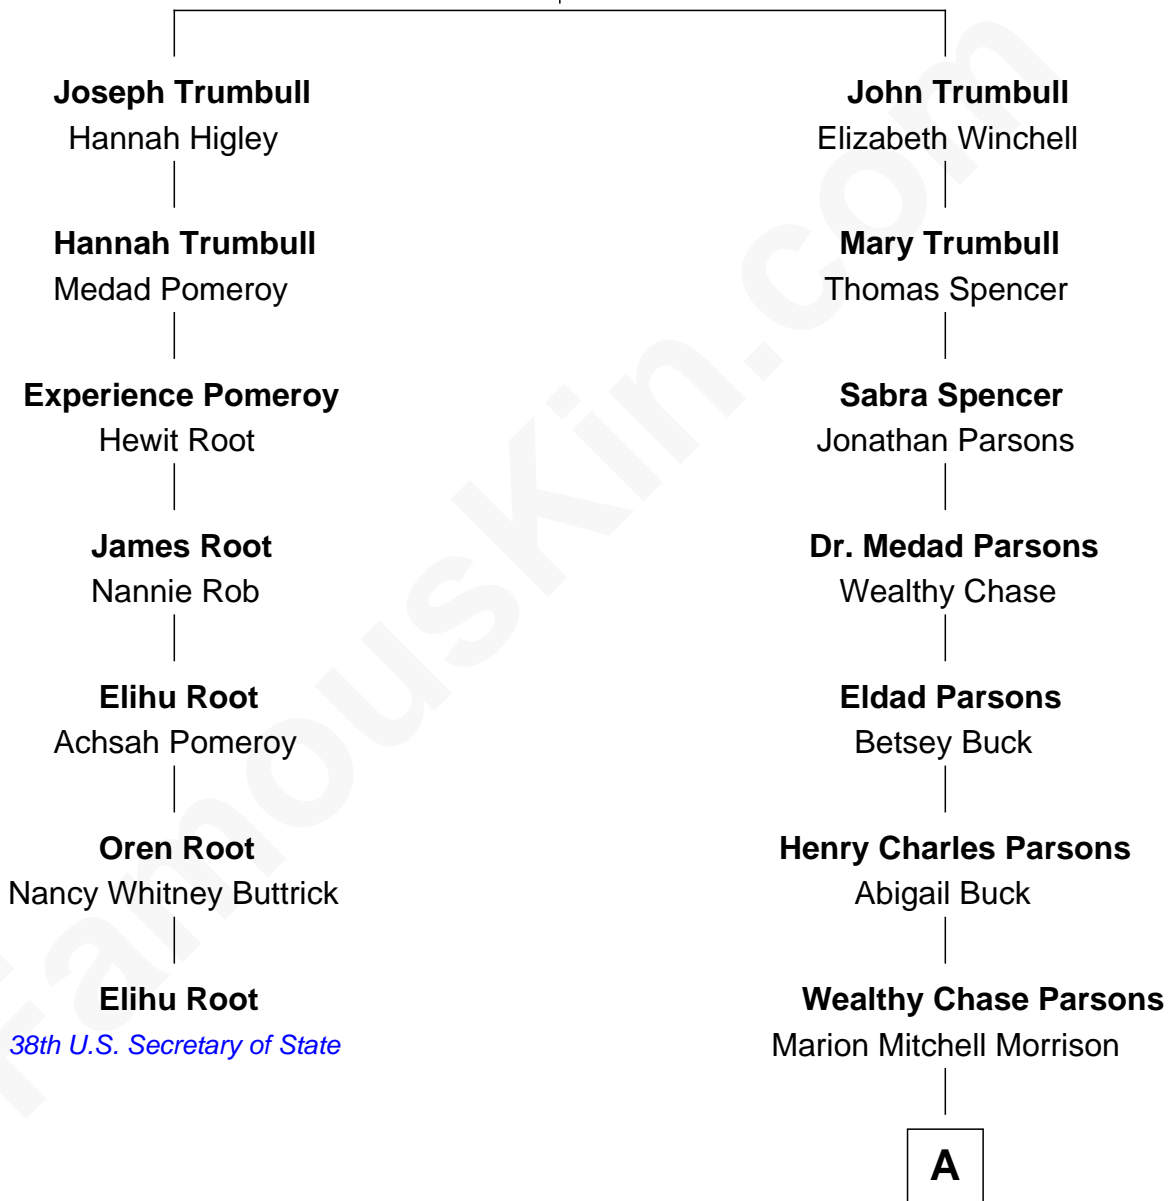 Joseph Trumbull
Hannah Higley
Hannah Trumbull
Medad Pomeroy
Experience Pomeroy
Hewit Root
James Root
Nannie Rob
Elihu Root
Achsah Pomeroy
Oren Root
Nancy Whitney Buttrick
Elihu Root
38th U.S. Secretary of State
John Trumbull
Elizabeth Winchell
Mary Trumbull
Thomas Spencer
Sabra Spencer
Jonathan Parsons
Dr. Medad Parsons
Wealthy Chase
Eldad Parsons
Betsey Buck
Henry Charles Parsons
Abigail Buck
Wealthy Chase Parsons
Marion Mitchell Morrison
A
FamousKin.com